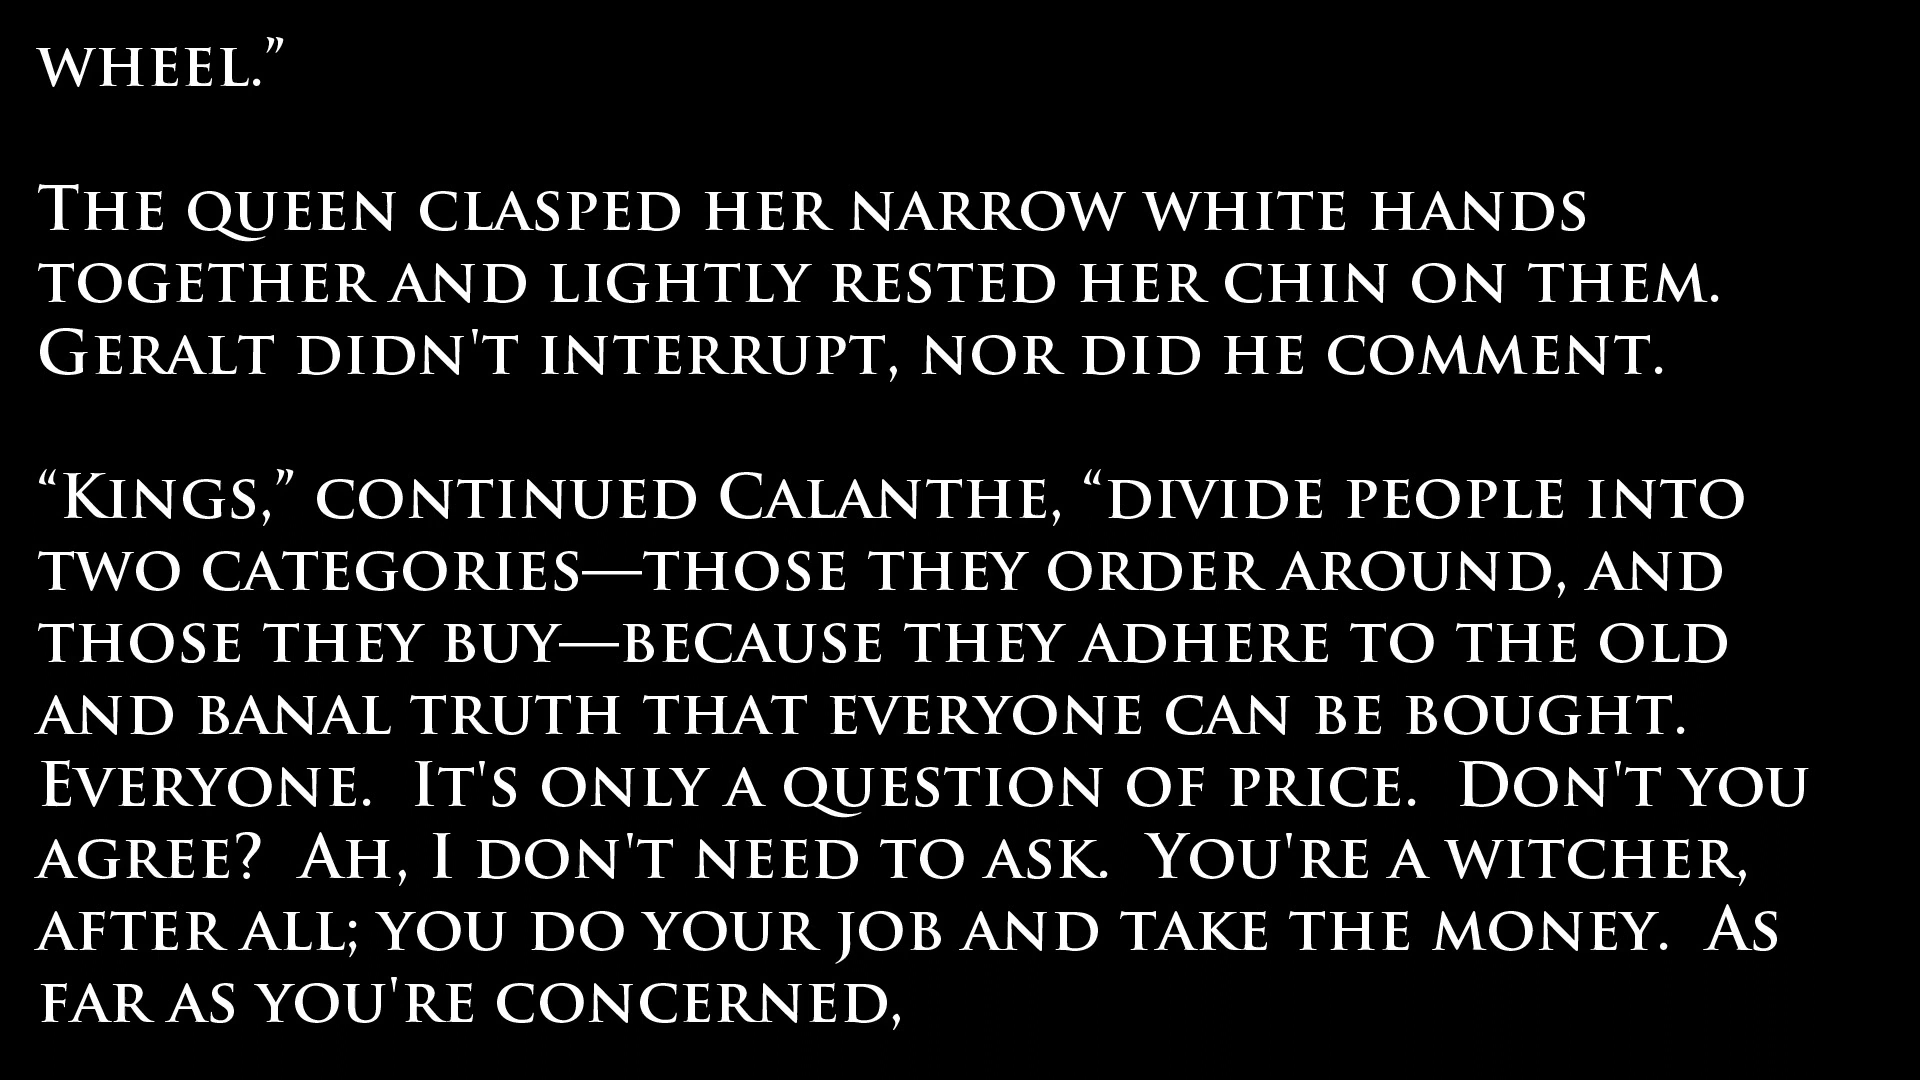 wheel.”
The queen clasped her narrow white hands
together and lightly rested her chin on them.
Geralt didn't interrupt, nor did he comment.
“Kings,” continued Calanthe, “divide people into
two categories—those they order around, and
those they buy—because they adhere to the old
and banal truth that everyone can be bought.
Everyone.  It's only a question of price.  Don't you
agree?  Ah, I don't need to ask.  You're a witcher,
after all; you do your job and take the money.  As
far as you're concerned,